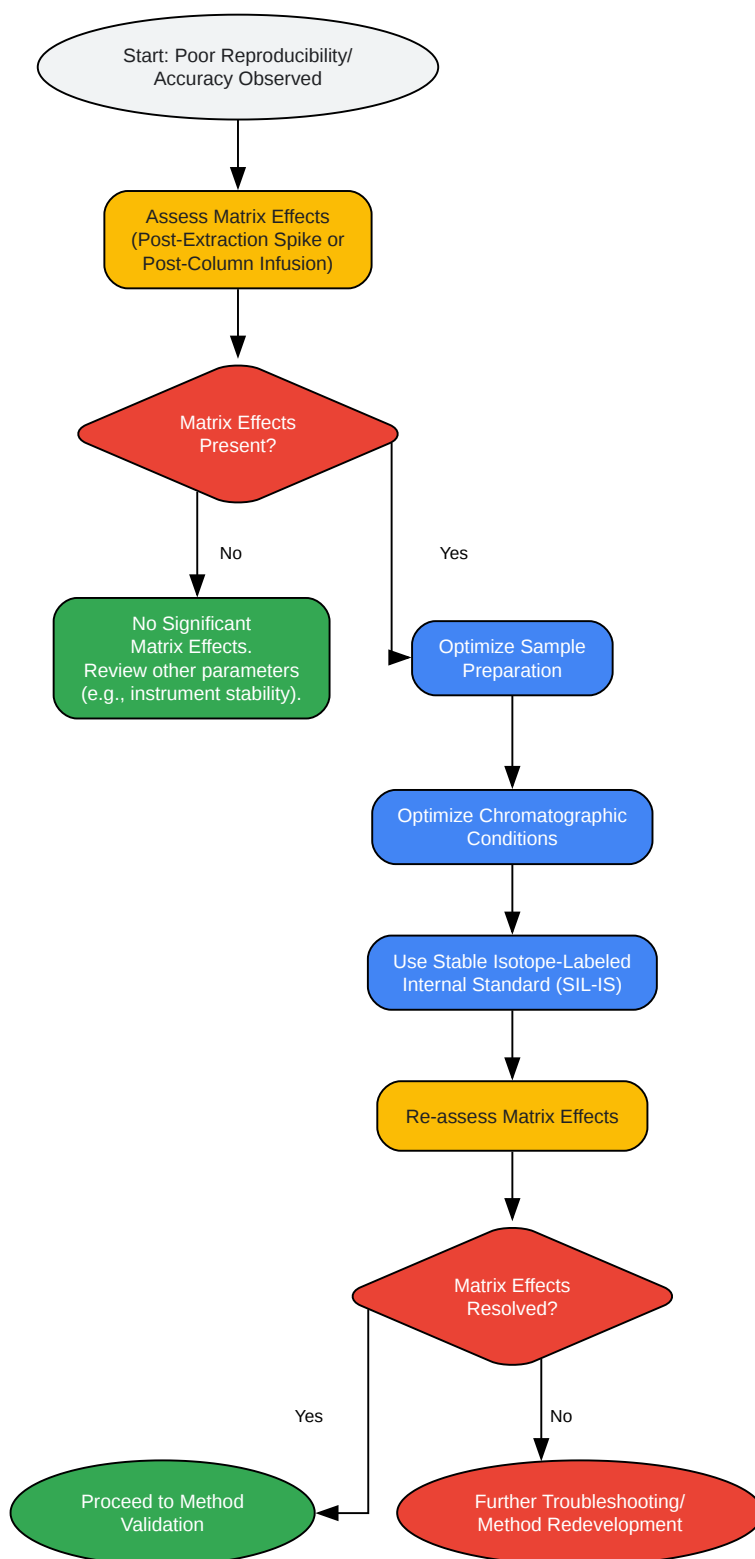 Start: Poor Reproducibility/
Accuracy Observed
Assess Matrix Effects
(Post-Extraction Spike or
Post-Column Infusion)
Matrix Effects
Present?
No
Yes
No Significant
Matrix Effects.
Review other parameters
(e.g., instrument stability).
Optimize Sample
Preparation
Optimize Chromatographic
Conditions
Use Stable Isotope-Labeled
Internal Standard (SIL-IS)
Re-assess Matrix Effects
Matrix Effects
Resolved?
Yes
No
Proceed to Method
Validation
Further Troubleshooting/
Method Redevelopment